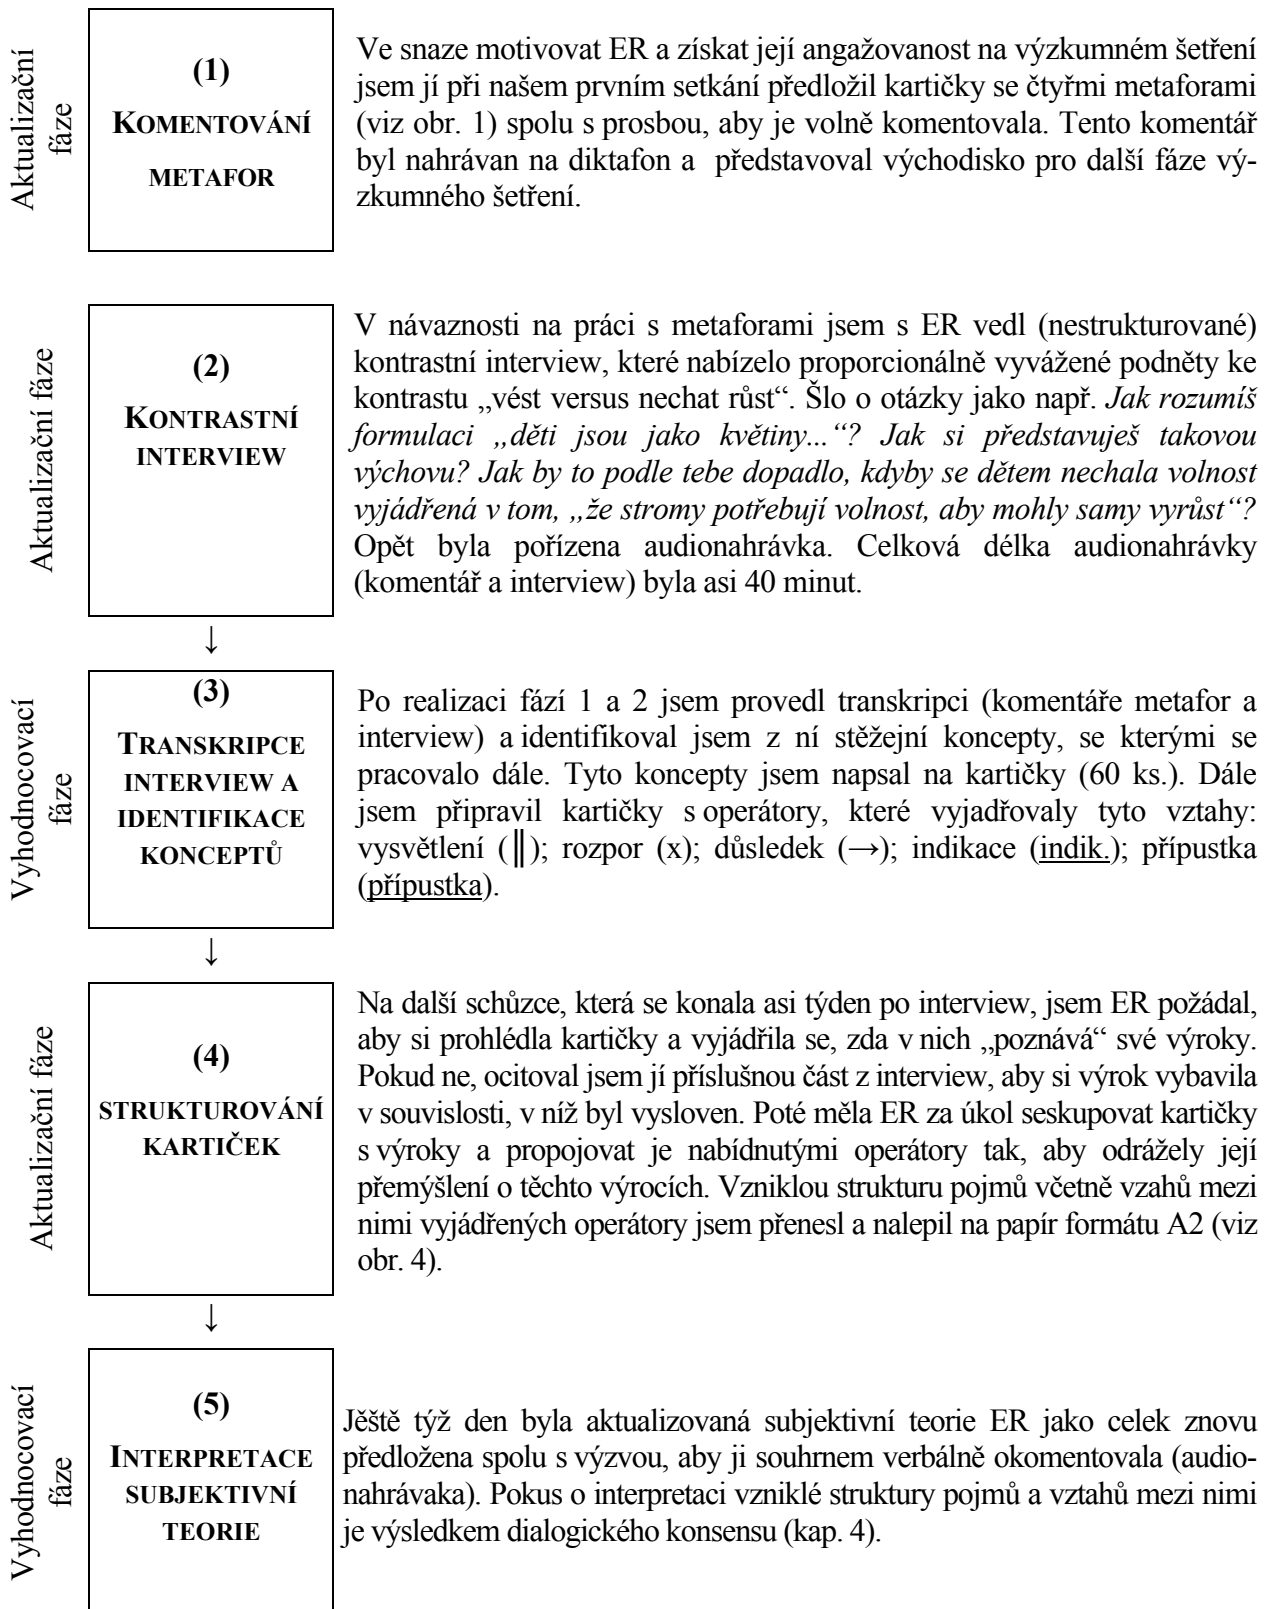 Aktualizační
fáze
(1)
KOMENTOVÁNÍ
METAFOR
Ve snaze motivovat ER a získat její angažovanost na výzkumném šetření
jsem jí při našem prvním setkání předložil kartičky se čtyřmi metaforami
(viz obr. 1) spolu s prosbou, aby je volně komentovala. Tento komentář
byl nahráván na diktafon a představoval východisko pro další fáze vý-
zkumného šetření.
Aktualizační fáze
(2)
KONTRASTNÍ
INTERVIEW
V návaznosti na práci s metaforami jsem s ER vedl (nestrukturované)
kontrastní interview, které nabízelo proporcionálně vyvážené podněty ke
kontrastu „vést versus nechat růst“. Šlo o otázky jako např. Jak rozumíš
formulaci „děti jsou jako květiny...“? Jak si představuješ takovou
výchovu? Jak by to podle tebe dopadlo, kdyby se dětem nechala volnost
vyjádřená v tom, „že stromy potřebují volnost, aby mohly samy vyrůst“?
Opět byla pořízena audionahrávka. Celková délka audionahrávky
(komentář a interview) byla asi 40 minut.
↓
Vyhodnocovací
fáze
(3)
TRANSKRIPCE
INTERVIEW A
IDENTIFIKACE
KONCEPTŮ
Po realizaci fází 1 a 2 jsem provedl transkripci (komentáře metafor a
interview) a identifikoval jsem z ní stěžejní koncepty, se kterými se
pracovalo dále. Tyto koncepty jsem napsal na kartičky (60 ks.). Dále
jsem připravil kartičky s operátory, které vyjadřovaly tyto vztahy:
vysvětlení (‖); rozpor (x); důsledek (→); indikace (indik.); přípustka
(přípustka).
↓
Aktualizační fáze
(4)
STRUKTUROVÁNÍ
KARTIČEK
Na další schůzce, která se konala asi týden po interview, jsem ER požádal,
aby si prohlédla kartičky a vyjádřila se, zda v nich „poznává“ své výroky.
Pokud ne, ocitoval jsem jí příslušnou část z interview, aby si výrok vybavila
v souvislosti, v níž byl vysloven. Poté měla ER za úkol seskupovat kartičky
s výroky a propojovat je nabídnutými operátory tak, aby odrážely její
přemýšlení o těchto výrocích. Vzniklou strukturu pojmů včetně vzahů mezi
nimi vyjádřených operátory jsem přenesl a nalepil na papír formátu A2 (viz
obr. 4).
↓
Vyhodnocovací
fáze
(5)
INTERPRETACE
SUBJEKTIVNÍ
TEORIE
Jěště týž den byla aktualizovaná subjektivní teorie ER jako celek znovu
předložena spolu s výzvou, aby ji souhrnem verbálně okomentovala (audio-
nahrávaka). Pokus o interpretaci vzniklé struktury pojmů a vztahů mezi nimi
je výsledkem dialogického konsensu (kap. 4).